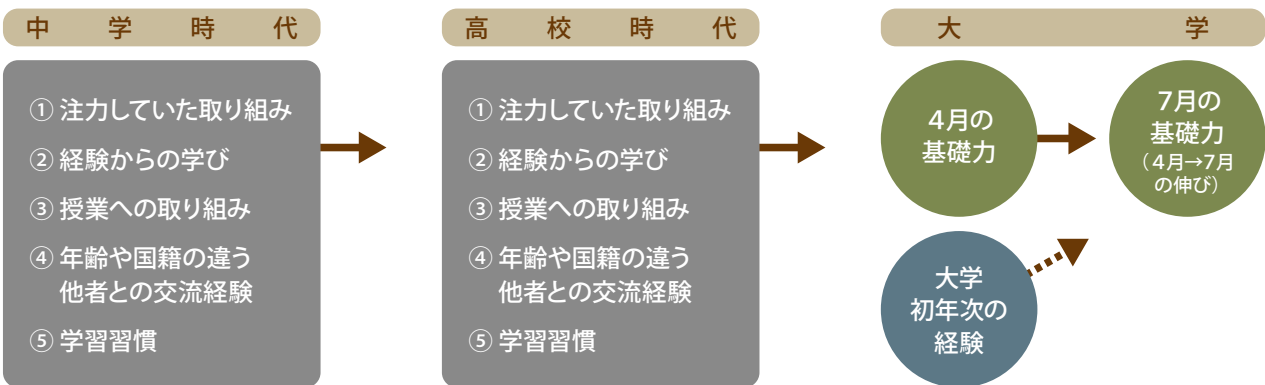 中学時代
① 注力していた取り組み
② 経験からの学び
③ 授業への取り組み
④ 年齢や国籍の違う
他者との交流経験
⑤ 学習習慣
高校時代
① 注力していた取り組み
② 経験からの学び
③ 授業への取り組み
④ 年齢や国籍の違う
他者との交流経験
⑤ 学習習慣
大学
4月の
基礎力
7月の
基礎力
（4月→7月
の伸び）
大学
初年次の
経験